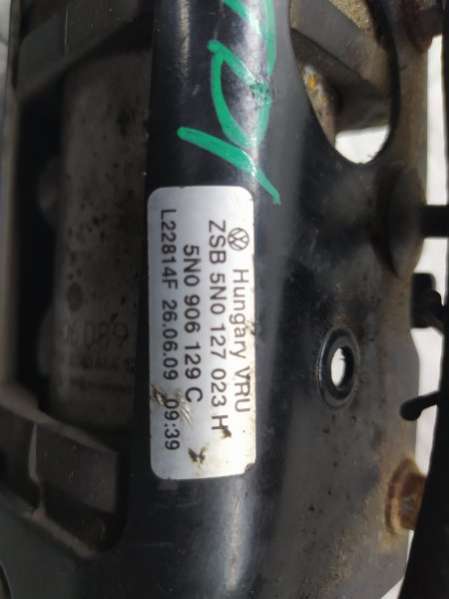 Hungary VRU
ZSB 5N0 127 023 H
5N0 906 129 C
L22814F 26.06.09 09:39